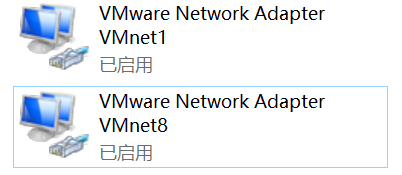 VMware Network Adapter
VMnet1
已启用
VMware Network Adapter
VMnet8
已启用